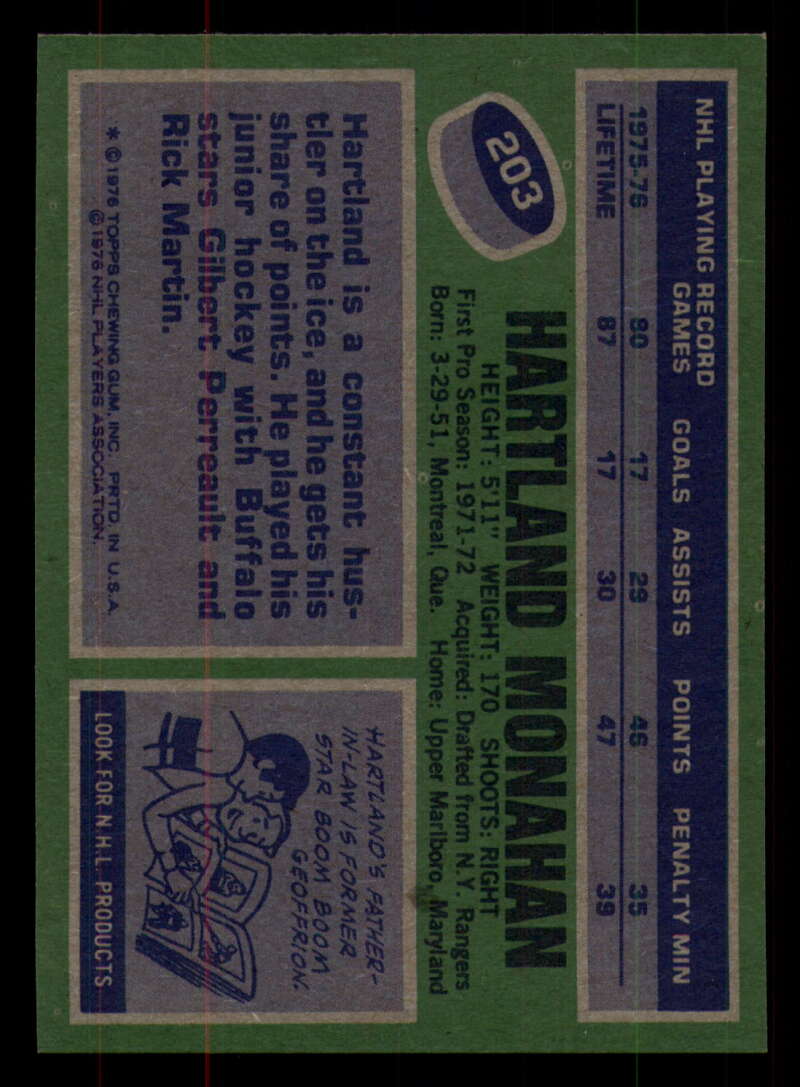 NHL PLAYING RECORD
GAMES GOALS ASSISTS POINTS PENALTY MIN
1975-76 80 17 29 46 35
LIFETIME 87 17 30 47 39
203
HARTLAND MONAHAN
HEIGHT: 5'11" WEIGHT: 170 SHOOTS: RIGHT
First Pro Season: 1971-72 Acquired: Drafted from N.Y. Rangers
Born: 3-29-51, Montreal, Que. Home: Upper Marlboro, Maryland
Hartland is a constant hus-
tler on the ice, and he gets his
share of points. He played his
junior hockey with Buffalo
stars Gilbert Perreault and
Rick Martin.
* © 1976 TOPPS CHEWING GUM, INC. PRTD. IN U.S.A.
© 1976 NHL PLAYERS ASSOCIATION.
HARTLAND'S FATHER-
IN-LAW IS FORMER
STAR BOOM BOOM
GEOFFRION.
LOOK FOR N.H.L. PRODUCTS